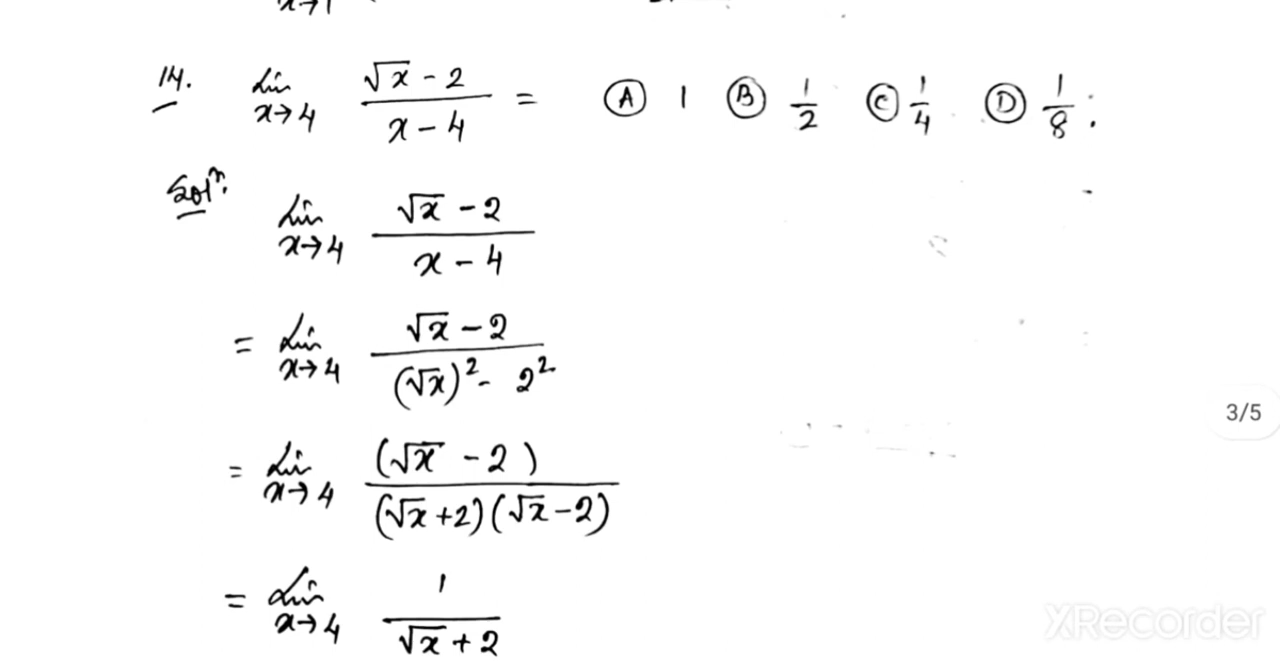 x→1
14. Lim x→4 (√x - 2)/(x - 4) = Ⓐ 1 Ⓑ 1/2 Ⓒ 1/4 Ⓓ 1/8 :
Solⁿ:
Lim x→4 (√x - 2)/(x - 4)
= Lim x→4 (√x - 2)/((√x)² - 2²)
= Lim x→4 (√x - 2)/((√x + 2)(√x - 2))
3/5
= Lim x→4 1/(√x + 2)
XRecorder